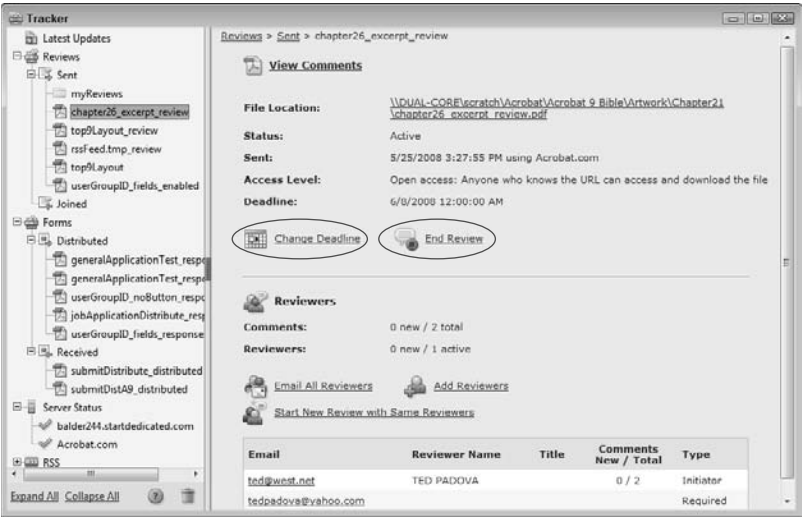 Tracker
Latest Updates
Reviews
Sent
myReviews
chapter26_excerpt_review
top9Layout_review
rssFeed.tmp_review
top9Layout
userGroupID_fields_enabled
Joined
Forms
Distributed
generalApplicationTest_respo
generalApplicationTest_respo
userGroupID_noButton_respo
jobApplicationDistribute_resp
userGroupID_fields_response
Received
submitDistribute_distributed
submitDistA9_distributed
Server Status
balder244.startdedicated.com
Acrobat.com
RSS
Expand All Collapse All
Reviews > Sent > chapter26_excerpt_review
View Comments
File Location: \\DUAL-CORE\scratch\Acrobat\Acrobat 9 Bible\Artwork\Chapter21
\chapter26_excerpt_review.pdf
Status: Active
Sent: 5/25/2008 3:27:55 PM using Acrobat.com
Access Level: Open access: Anyone who knows the URL can access and download the file
Deadline: 6/8/2008 12:00:00 AM
Change Deadline End Review
Reviewers
Comments: 0 new / 2 total
Reviewers: 0 new / 1 active
Email All Reviewers Add Reviewers
Start New Review with Same Reviewers
Email Reviewer Name Title Comments New / Total Type
ted@west.net TED PADOVA 0 / 2 Initiator
tedpadova@yahoo.com Required